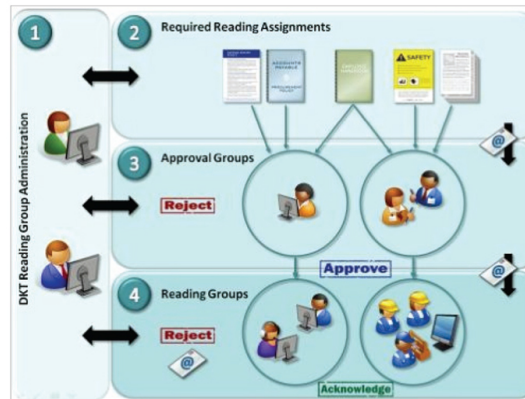 1
DKT Reading Group Administration
2
Required Reading Assignments
ACCOUNTS
PAYABLE
PROCUREMENT
POLICY
EMPLOYEE
HANDBOOK
SAFETY
@
3
Approval Groups
Reject
Approve
@
4
Reading Groups
Reject
@
Acknowledge